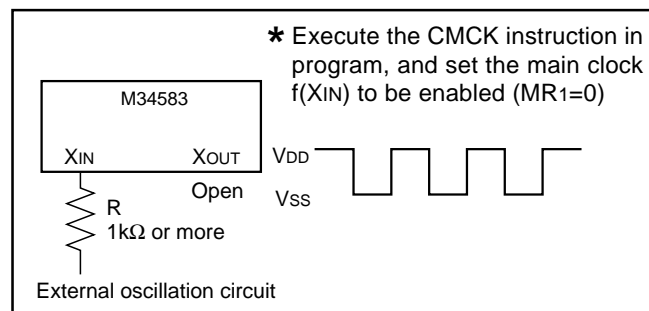 * Execute the CMCK instruction in
program, and set the main clock
f(XIN) to be enabled (MR1=0)
M34583
XIN
XOUT
VDD
Open
VSS
R
1kΩ or more
External oscillation circuit